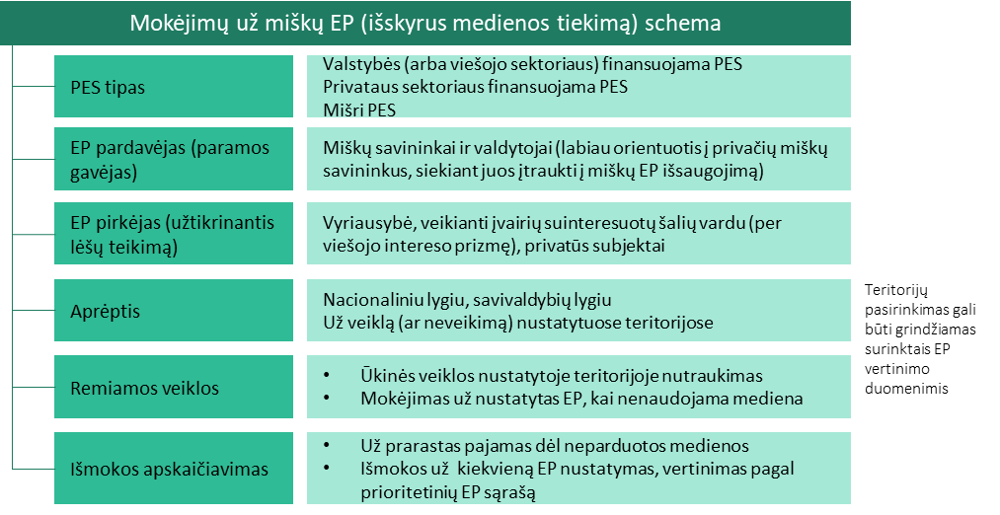 Mokėjimų už miškų EP (išskyrus medienos tiekimą) schema
PES tipas
Valstybės (arba viešojo sektoriaus) finansuojama PES
Privataus sektoriaus finansuojama PES
Mišri PES
EP pardavėjas (paramos
gavėjas)
Miškų savininkai ir valdytojai (labiau orientuotis į privačių miškų
savininkus, siekiant juos įtraukti į miškų EP išsaugojimą)
EP pirkėjas (užtikrinantis
lėšų teikimą)
Vyriausybė, veikianti įvairių suinteresuotų šalių vardu (per
viešojo intereso prizmę), privatūs subjektai
Aprėptis
Nacionaliniu lygiu, savivaldybių lygiu
Už veiklą (ar neveikimą) nustatytuose teritorijose
Teritorijų
pasirinkimas gali
būti grindžiamas
surinktais EP
vertinimo
duomenimis
Remiamos veiklos
• Ūkinės veiklos nustatytoje teritorijoje nutraukimas
• Mokėjimas už nustatytas EP, kai nenaudojama mediena
Išmokos apskaičiavimas
• Už prarastas pajamas dėl neparduotos medienos
• Išmokos už kiekvieną EP nustatymas, vertinimas pagal
prioritetinių EP sąrašą